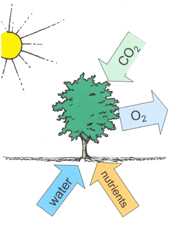 CO₂
O₂
water
nutrients